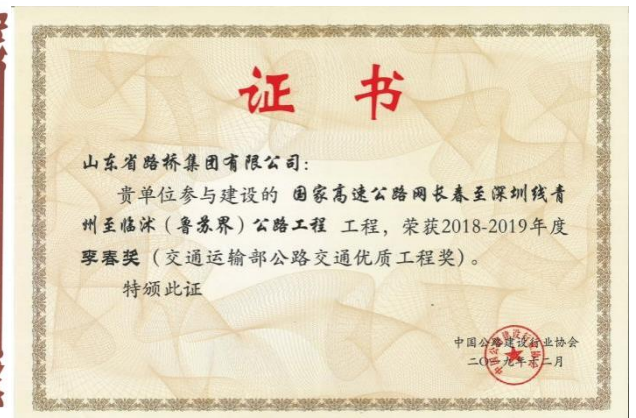 证书
山东省路桥集团有限公司：
贵单位参与建设的 国家高速公路网长春至深圳线青
州至临沭（鲁苏界）公路工程 工程，荣获2018-2019年度
李春奖（交通运输部公路交通优质工程奖）。
特颁此证
中国公路建设行业协会
二〇一九年十二月